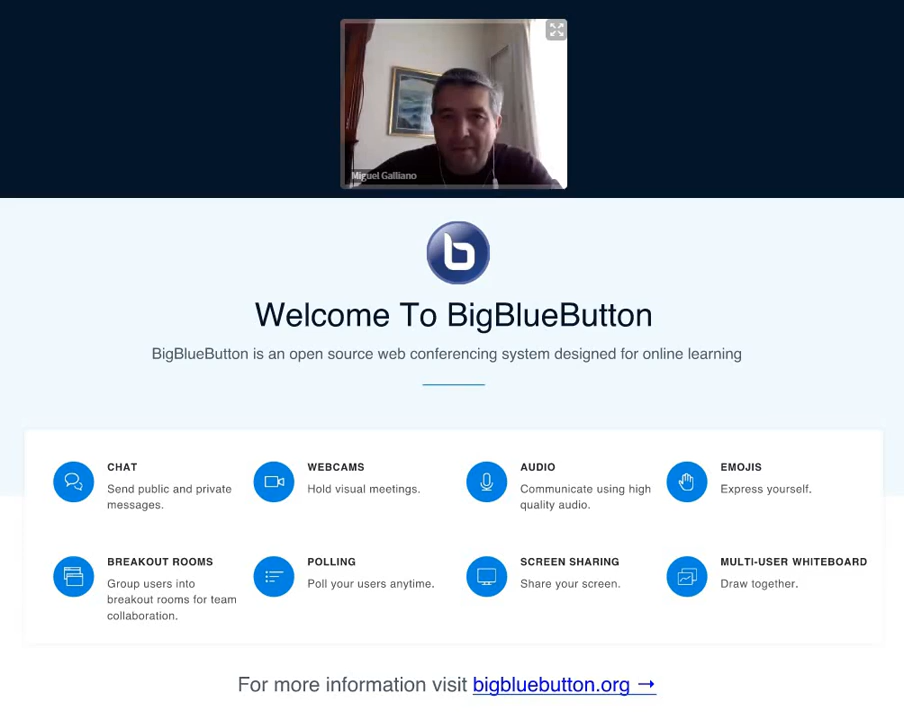 Miguel Galliano
Welcome To BigBlueButton
BigBlueButton is an open source web conferencing system designed for online learning
CHAT
Send public and private
messages.
WEBCAMS
Hold visual meetings.
AUDIO
Communicate using high
quality audio.
EMOJIS
Express yourself.
BREAKOUT ROOMS
Group users into
breakout rooms for team
collaboration.
POLLING
Poll your users anytime.
SCREEN SHARING
Share your screen.
MULTI-USER WHITEBOARD
Draw together.
For more information visit bigbluebutton.org →